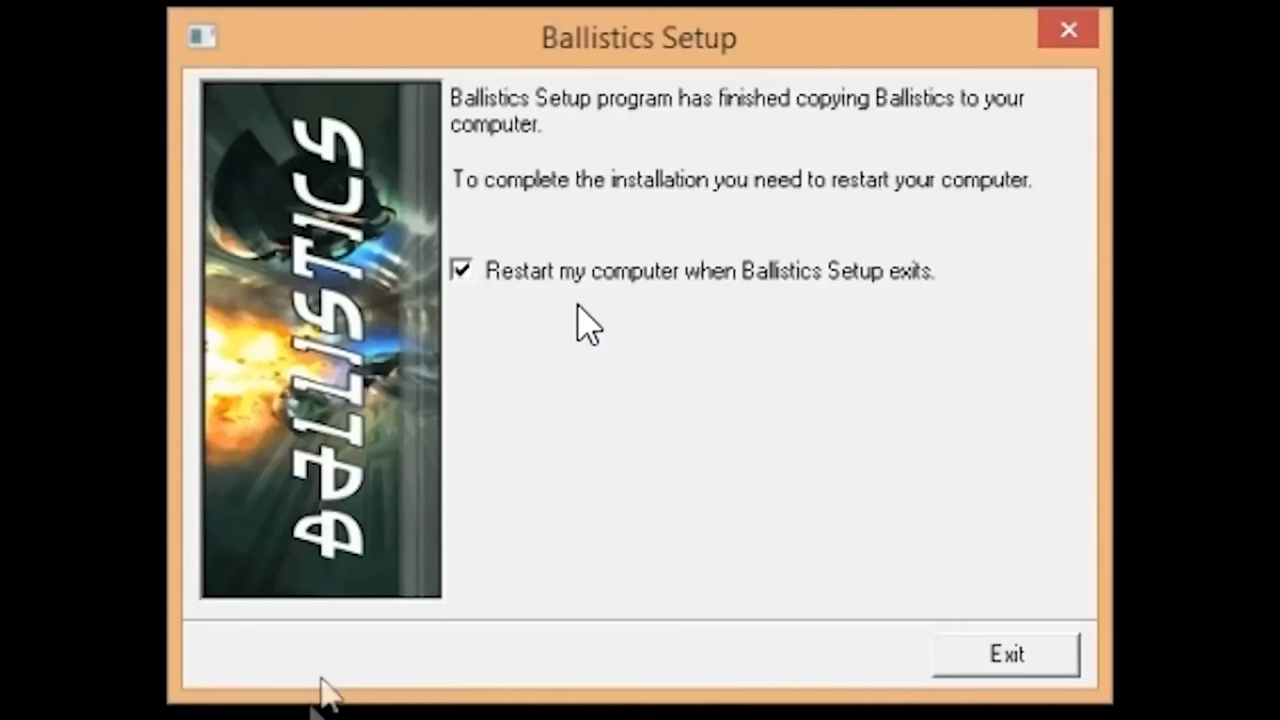 Ballistics Setup
BALLISTICS
Ballistics Setup program has finished copying Ballistics to your
computer.
To complete the installation you need to restart your computer.
Restart my computer when Ballistics Setup exits.
Exit